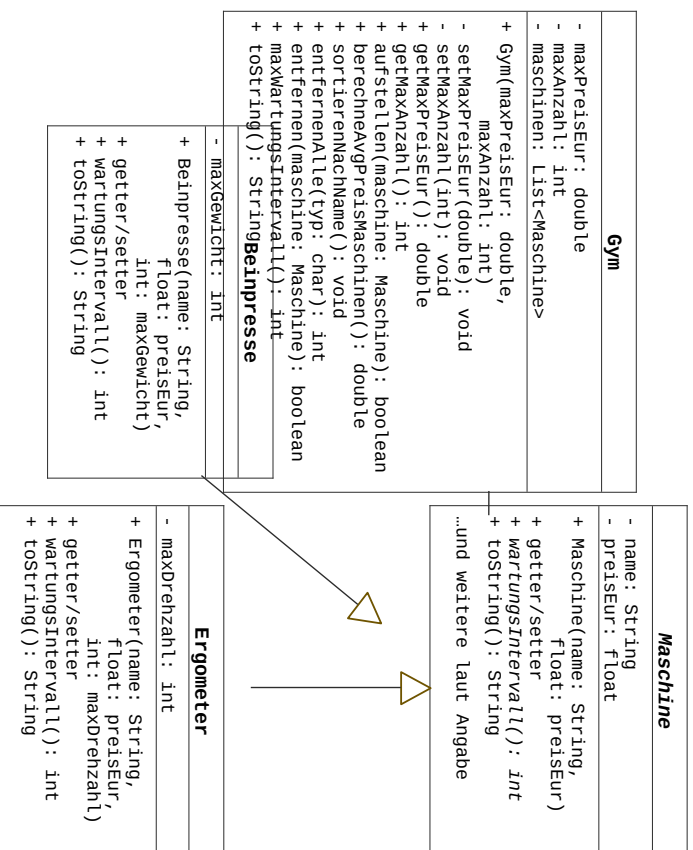 Gym
- maxPreisEur: double
- maxAnzahl: int
- maschinen: List<Maschine>
+ Gym(maxPreisEur: double,
maxAnzahl: int)
- setMaxPreisEur(double): void
- setMaxAnzahl(int): void
+ getMaxPreisEur(): double
+ getMaxAnzahl(): int
+ aufstellen(maschine: Maschine): boolean
+ berechneAvgPreisMaschinen(): double
+ sortierenNachName(): void
+ entfernenAlle(typ: char): int
+ entfernen(maschine: Maschine): boolean
+ maxWartungsIntervall(): int
+ toString(): String
Maschine
- name: String
- preisEur: float
+ Maschine(name: String,
float: preisEur)
+ getter/setter
+ wartungsIntervall(): int
+ toString(): String
…und weitere laut Angabe
Beinpresse
- maxGewicht: int
+ Beinpresse(name: String,
float: preisEur,
int: maxGewicht)
+ getter/setter
+ wartungsIntervall(): int
+ toString(): String
Ergometer
- maxDrehzahl: int
+ Ergometer(name: String,
float: preisEur,
int: maxDrehzahl)
+ getter/setter
+ wartungsIntervall(): int
+ toString(): String